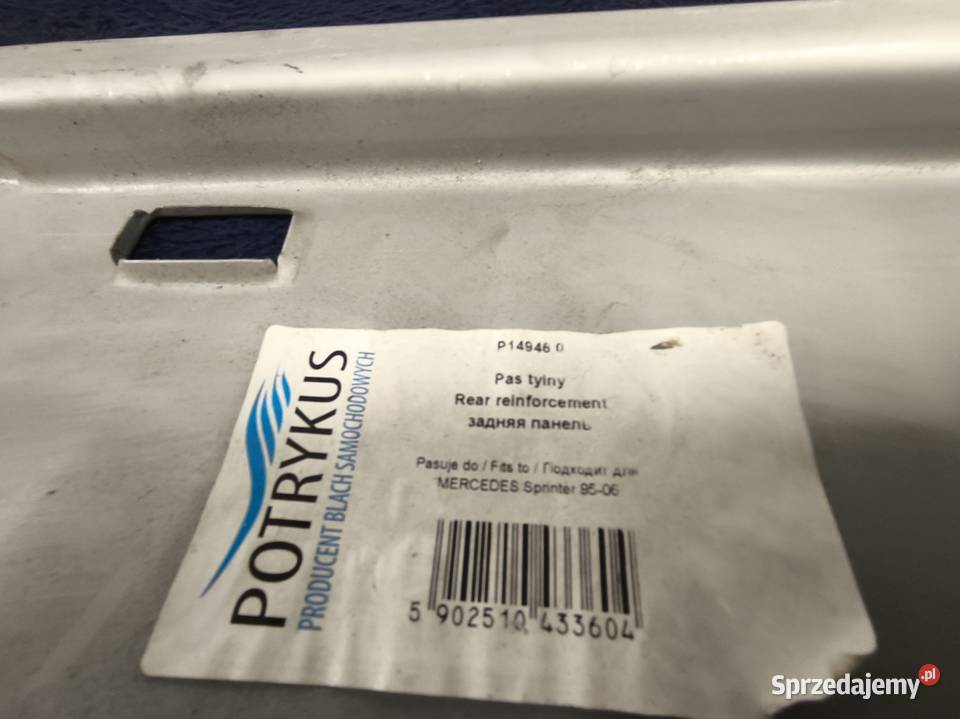 P14946 0
Pas tylny
Rear reinforcement
задняя панель
Pasuje do / Fits to / Подходит для
MERCEDES Sprinter 95-06
5 902510 433604
POTRYKUS
PRODUCENT BLACH SAMOCHODOWYCH
Sprzedajemy.pl